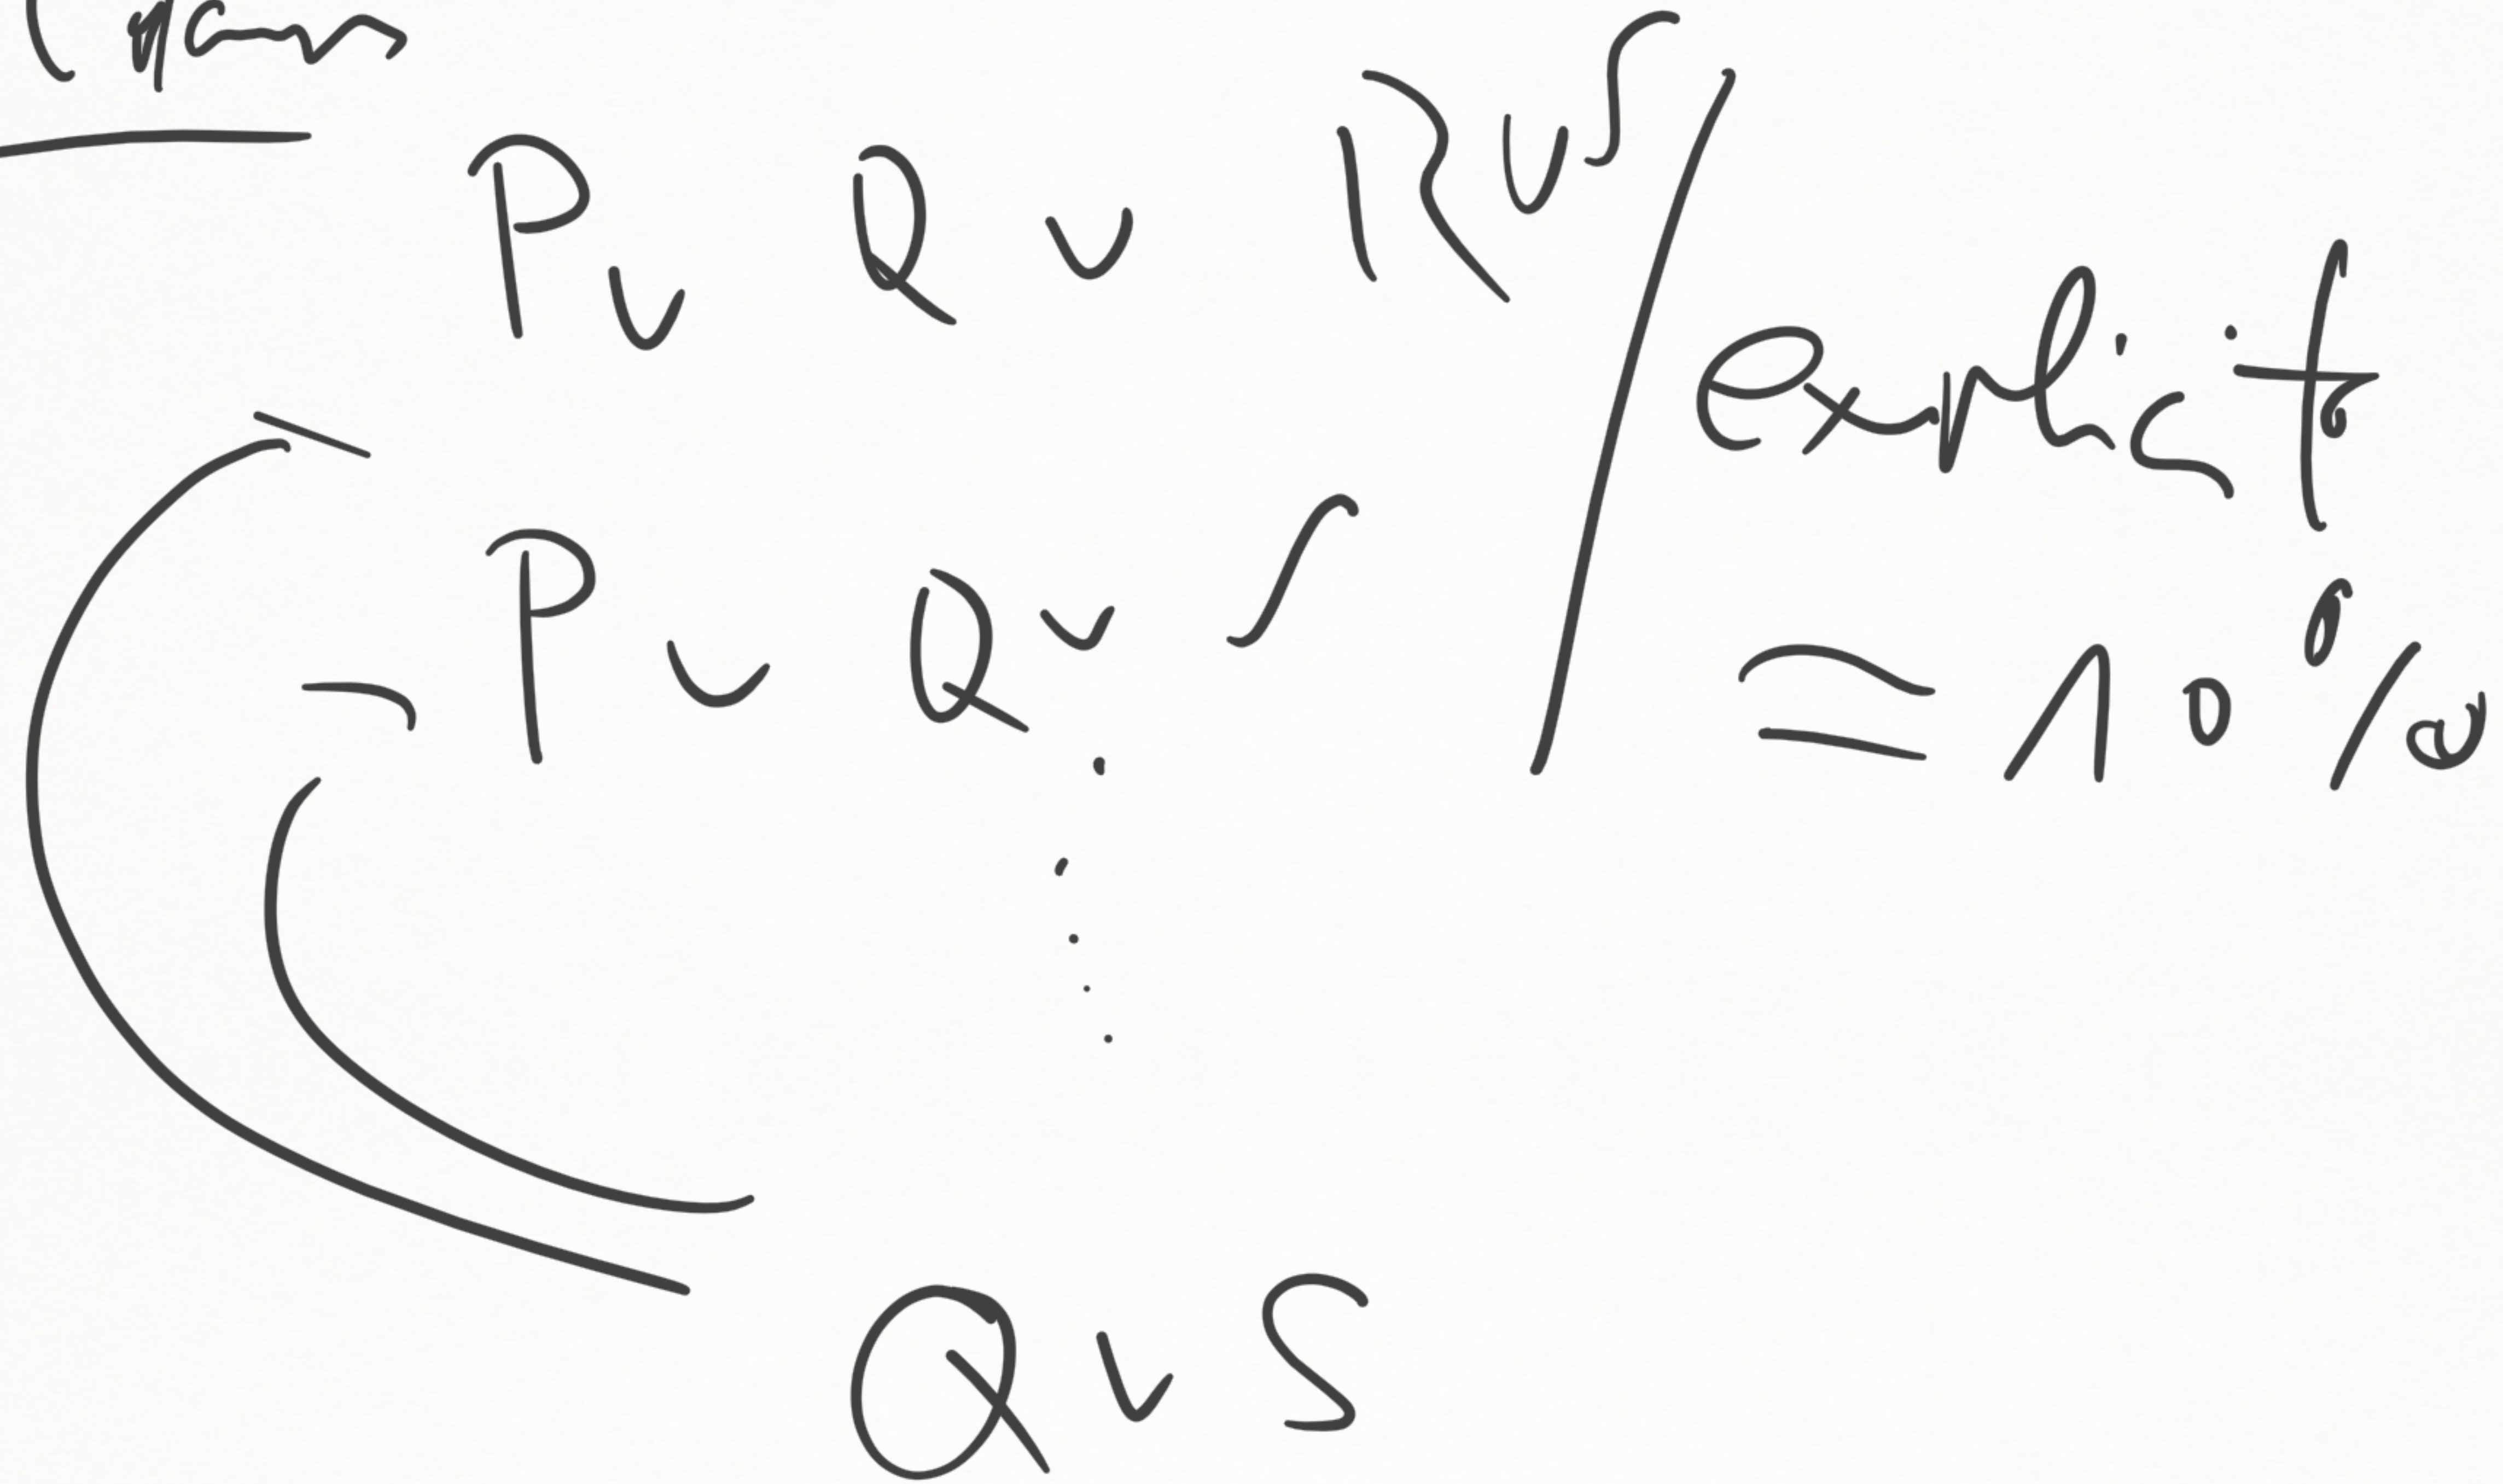 P ∨ Q ∨ R ∨ S
explicit
¬ P ∨ Q ∨ S
≈ 10%
Q ∨ S